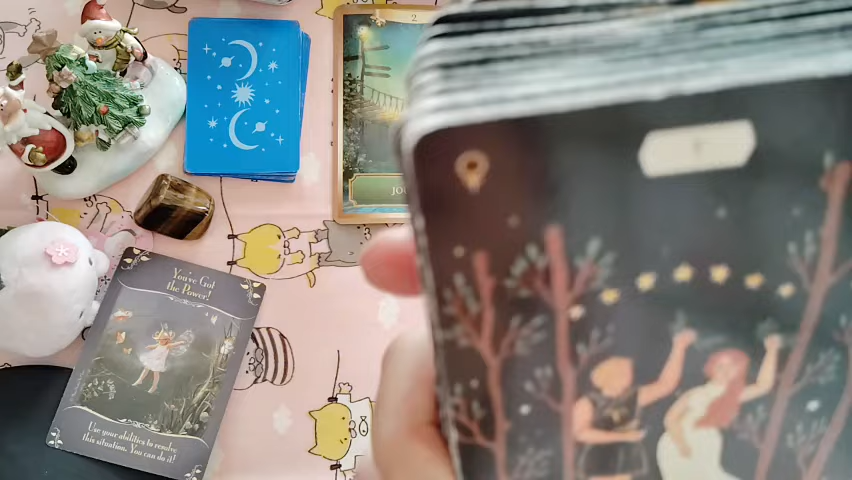 2
JO
You've Got
the Power!
Use your abilities to resolve
this situation. You can do it!